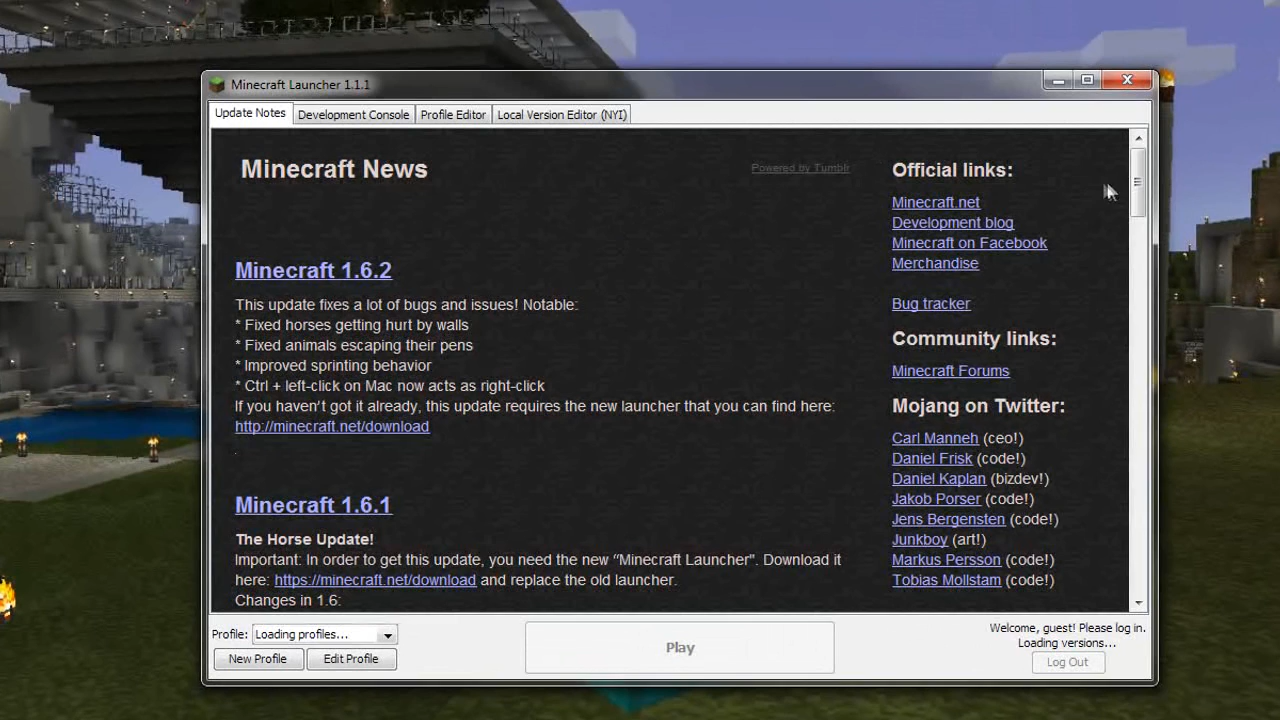 Minecraft Launcher 1.1.1
Update Notes
Development Console
Profile Editor
Local Version Editor (NYI)
Minecraft News
Powered by Tumblr
Minecraft 1.6.2
This update fixes a lot of bugs and issues! Notable:
* Fixed horses getting hurt by walls
* Fixed animals escaping their pens
* Improved sprinting behavior
* Ctrl + left-click on Mac now acts as right-click
If you haven't got it already, this update requires the new launcher that you can find here:
http://minecraft.net/download
.
Minecraft 1.6.1
The Horse Update!
Important: In order to get this update, you need the new “Minecraft Launcher". Download it
here: https://minecraft.net/download and replace the old launcher.
Changes in 1.6:
Official links:
Minecraft.net
Development blog
Minecraft on Facebook
Merchandise
Bug tracker
Community links:
Minecraft Forums
Mojang on Twitter:
Carl Manneh (ceo!)
Daniel Frisk (code!)
Daniel Kaplan (bizdev!)
Jakob Porser (code!)
Jens Bergensten (code!)
Junkboy (art!)
Markus Persson (code!)
Tobias Mollstam (code!)
Profile: Loading profiles...
New Profile
Edit Profile
Play
Welcome, guest! Please log in.
Loading versions...
Log Out